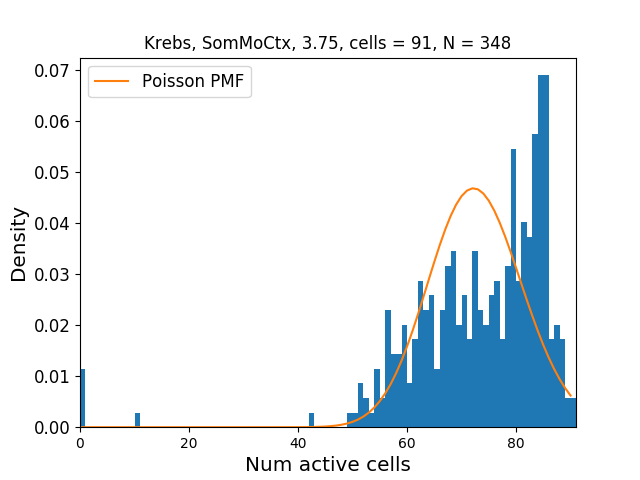 Krebs, SomMoCtx, 3.75, cells = 91, N = 348
Poisson PMF
Density
0.07
0.06
0.05
0.04
0.03
0.02
0.01
0.00
0 20 40 60 80
Num active cells